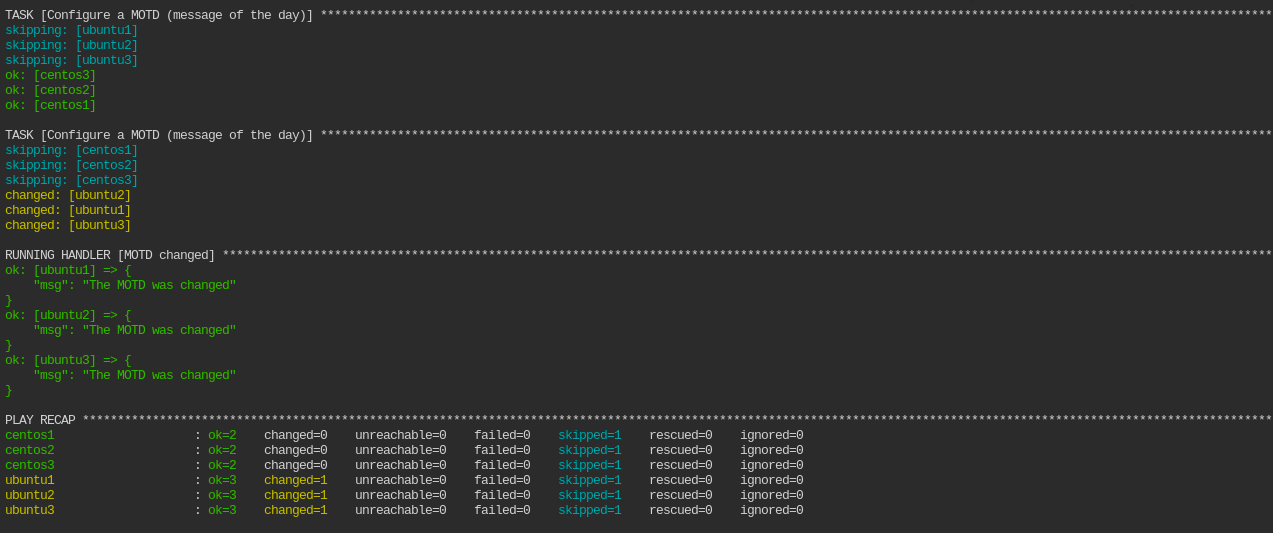 TASK [Configure a MOTD (message of the day)] ****************************************************************************************************************************************
skipping: [ubuntu1]
skipping: [ubuntu2]
skipping: [ubuntu3]
ok: [centos3]
ok: [centos2]
ok: [centos1]
TASK [Configure a MOTD (message of the day)] ****************************************************************************************************************************************
skipping: [centos1]
skipping: [centos2]
skipping: [centos3]
changed: [ubuntu2]
changed: [ubuntu1]
changed: [ubuntu3]
RUNNING HANDLER [MOTD changed] ******************************************************************************************************************************************************
ok: [ubuntu1] => {
    "msg": "The MOTD was changed"
}
ok: [ubuntu2] => {
    "msg": "The MOTD was changed"
}
ok: [ubuntu3] => {
    "msg": "The MOTD was changed"
}
PLAY RECAP **************************************************************************************************************************************************************************
centos1                    : ok=2    changed=0    unreachable=0    failed=0    skipped=1    rescued=0    ignored=0
centos2                    : ok=2    changed=0    unreachable=0    failed=0    skipped=1    rescued=0    ignored=0
centos3                    : ok=2    changed=0    unreachable=0    failed=0    skipped=1    rescued=0    ignored=0
ubuntu1                    : ok=3    changed=1    unreachable=0    failed=0    skipped=1    rescued=0    ignored=0
ubuntu2                    : ok=3    changed=1    unreachable=0    failed=0    skipped=1    rescued=0    ignored=0
ubuntu3                    : ok=3    changed=1    unreachable=0    failed=0    skipped=1    rescued=0    ignored=0